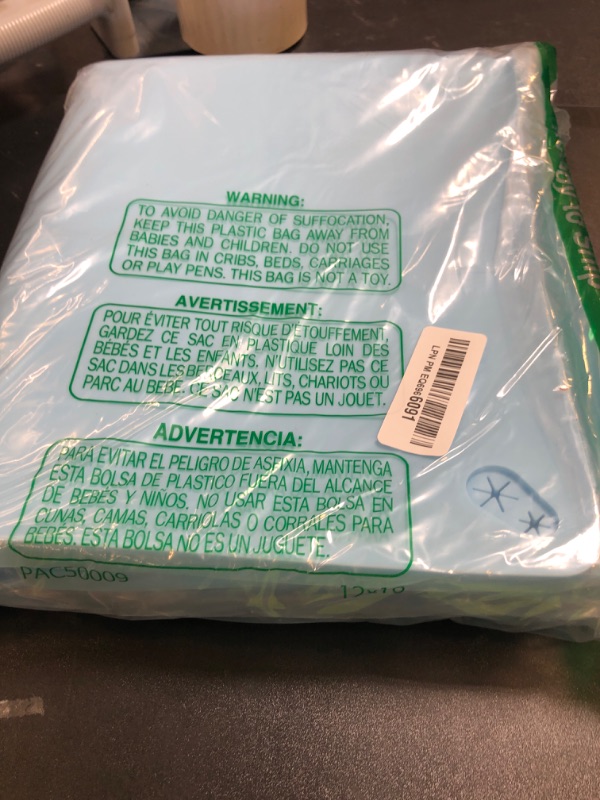 WARNING:
TO AVOID DANGER OF SUFFOCATION,
KEEP THIS PLASTIC BAG AWAY FROM
BABIES AND CHILDREN. DO NOT USE
THIS BAG IN CRIBS, BEDS, CARRIAGES
OR PLAY PENS. THIS BAG IS NOT A TOY.
AVERTISSEMENT:
POUR ÉVITER TOUT RISQUE D'ÉTOUFFEMENT,
GARDEZ CE SAC EN PLASTIQUE LOIN DES
BÉBÉS ET LES ENFANTS. N'UTILISEZ PAS CE
SAC DANS LES BERCEAUX, LITS, CHARIOTS OU
PARC AU BEBE. CE SAC N'EST PAS UN JOUET.
ADVERTENCIA:
PARA EVITAR EL PELIGRO DE ASFIXIA, MANTENGA
ESTA BOLSA DE PLASTICO FUERA DEL ALCANCE
DE BEBES Y NIÑOS. NO USAR ESTA BOLSA EN
CUNAS, CAMAS, CARRIOLAS O CORRALES PARA
BEBES. ESTA BOLSA NO ES UN JUGUETE.
PAC50009
LPN PM EQ6966091